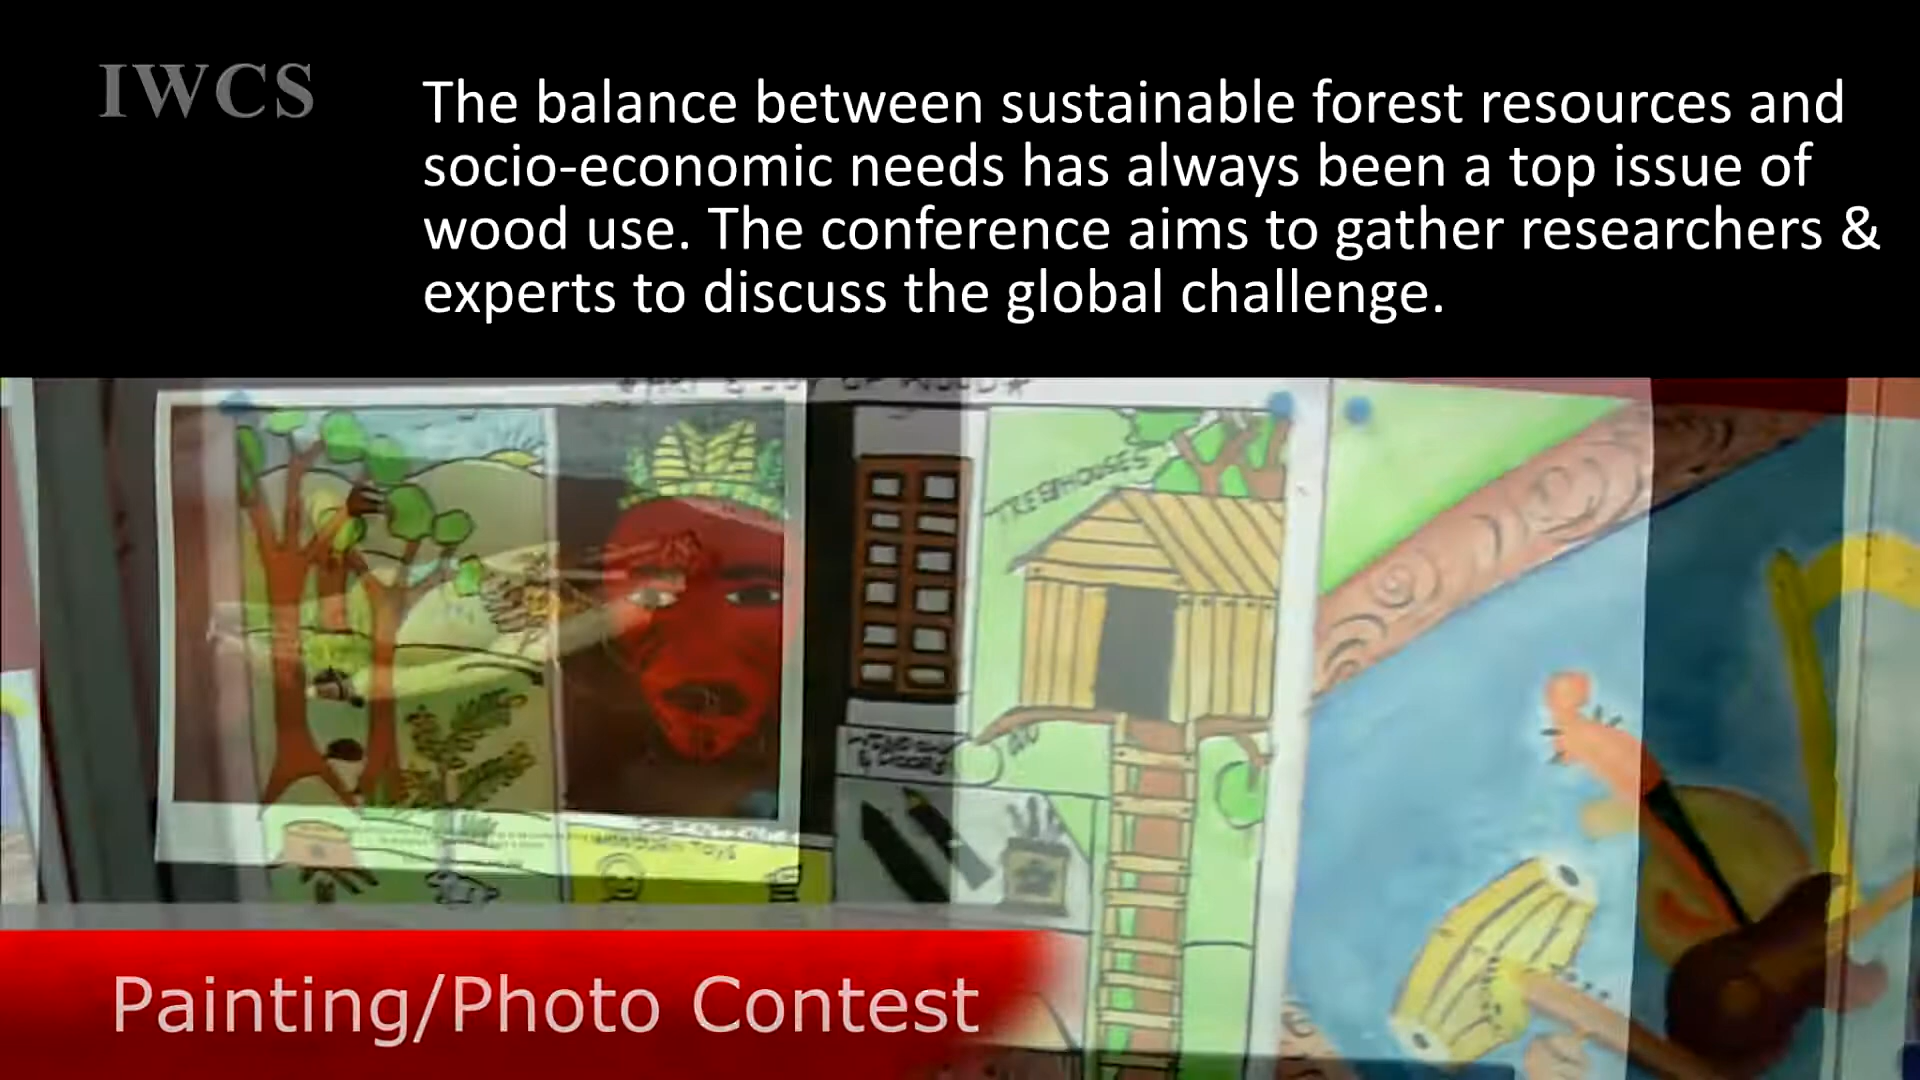 IWCS
The balance between sustainable forest resources and
socio-economic needs has always been a top issue of
wood use. The conference aims to gather researchers &
experts to discuss the global challenge.
TREEHOUSES
TOYS
Painting/Photo Contest